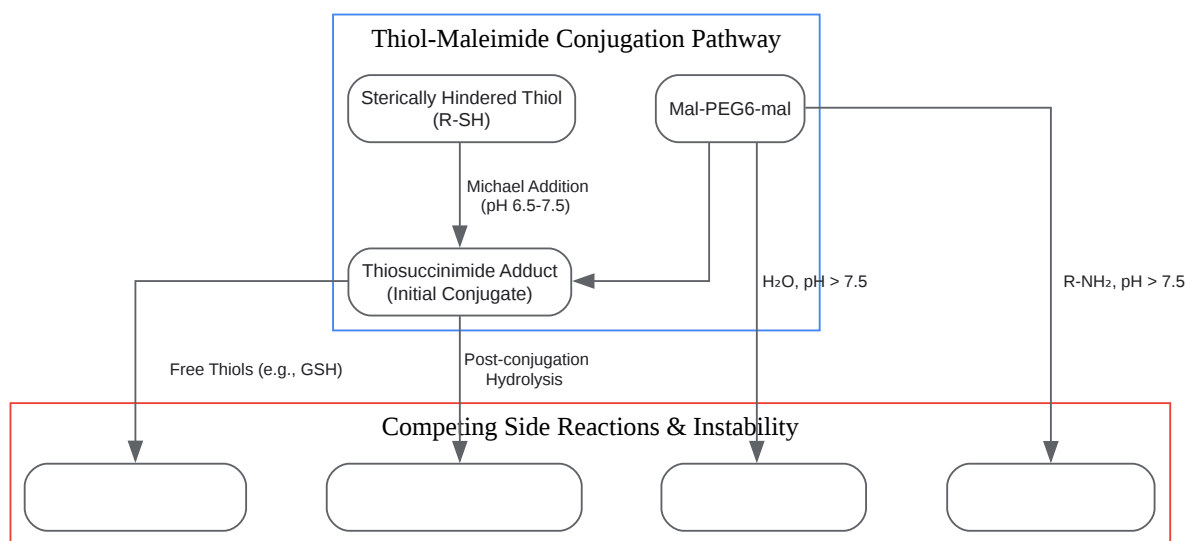 Thiol-Maleimide Conjugation Pathway
Sterically Hindered Thiol
(R-SH)
Mal-PEG6-mal
Michael Addition
(pH 6.5-7.5)
Thiosuccinimide Adduct
(Initial Conjugate)
H₂O, pH > 7.5
R-NH₂, pH > 7.5
Free Thiols (e.g., GSH)
Post-conjugation
Hydrolysis
Competing Side Reactions & Instability